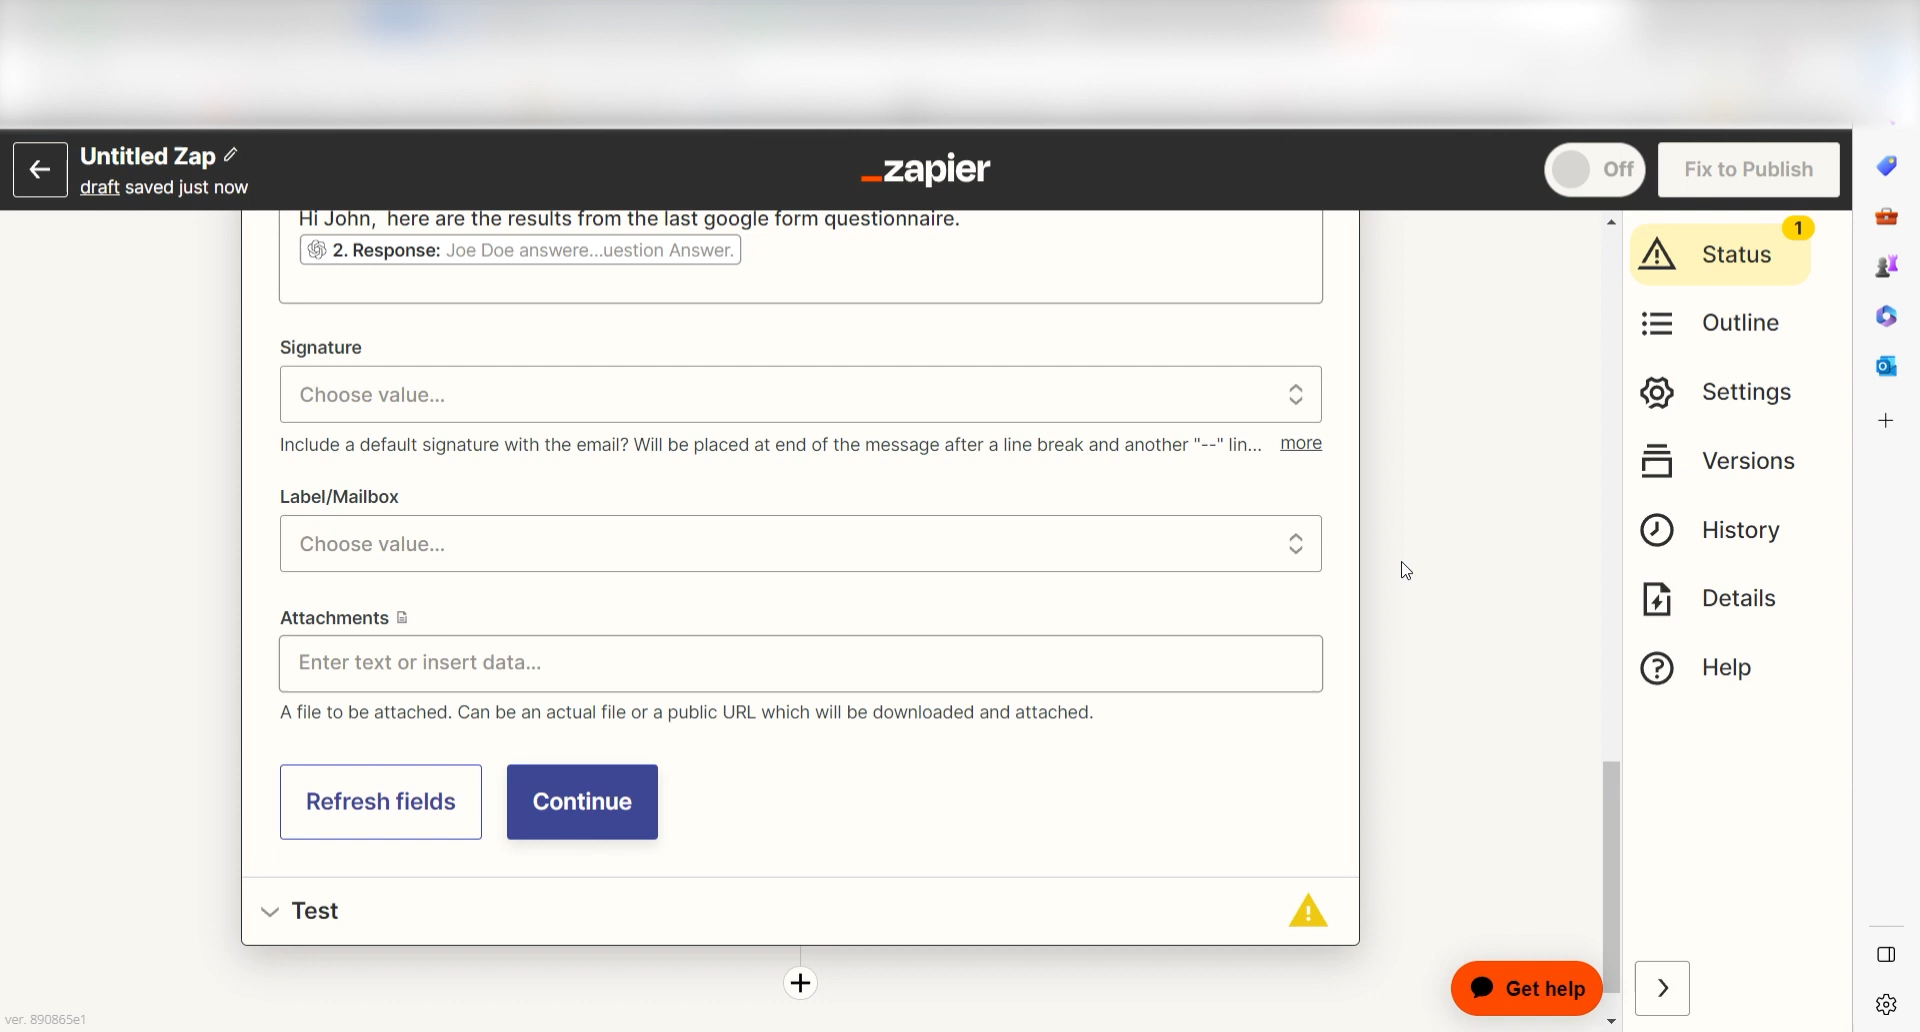 Untitled Zap
draft saved just now
zapier
Off
Fix to Publish
Hi John, here are the results from the last google form questionnaire.
2. Response: Joe Doe answere...uestion Answer.
Signature
Choose value...
Include a default signature with the email? Will be placed at end of the message after a line break and another "--" lin... more
Label/Mailbox
Choose value...
Attachments
Enter text or insert data...
A file to be attached. Can be an actual file or a public URL which will be downloaded and attached.
Refresh fields
Continue
Test
1
Status
Outline
Settings
Versions
History
Details
Help
Get help
ver. 890865e1